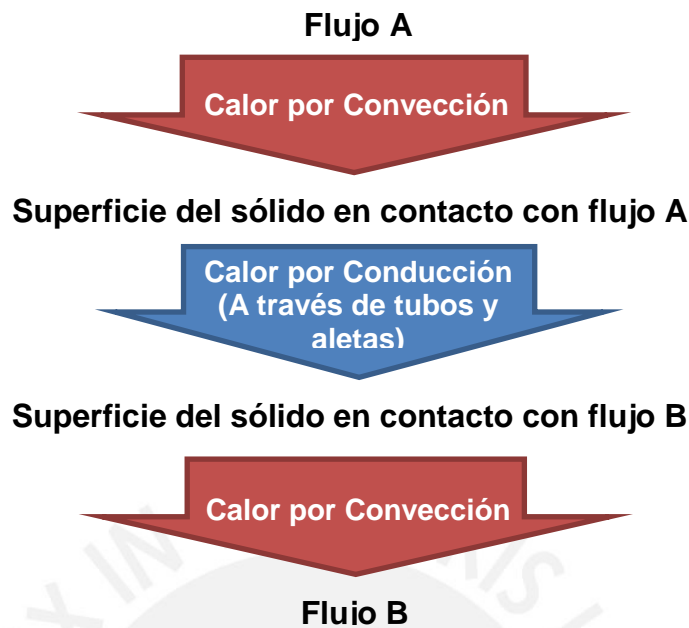 Flujo A
Calor por Convección
Superficie del sólido en contacto con flujo A
Calor por Conducción
(A través de tubos y
aletas)
Superficie del sólido en contacto con flujo B
Calor por Convección
Flujo B